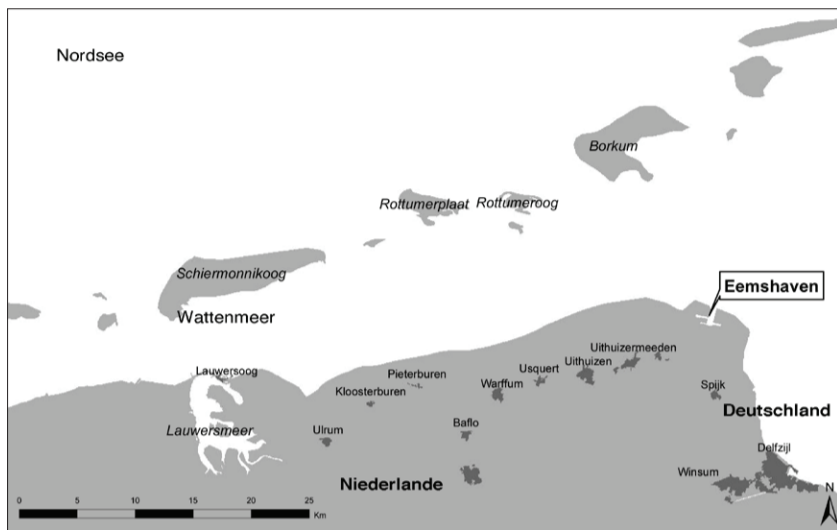 Nordsee
Borkum
Rottumerplaat
Rottumeroog
Schiermonnikoog
Eemshaven
Wattenmeer
Uithuizermeeden
Lauwersoog
Pieterburen
Usquert
Uithuizen
Kloosterburen
Warffum
Spijk
Deutschland
Lauwersmeer
Ulrum
Baflo
Delfzijl
Winsum
Niederlande
N
0 5 10 15 20 25
Km